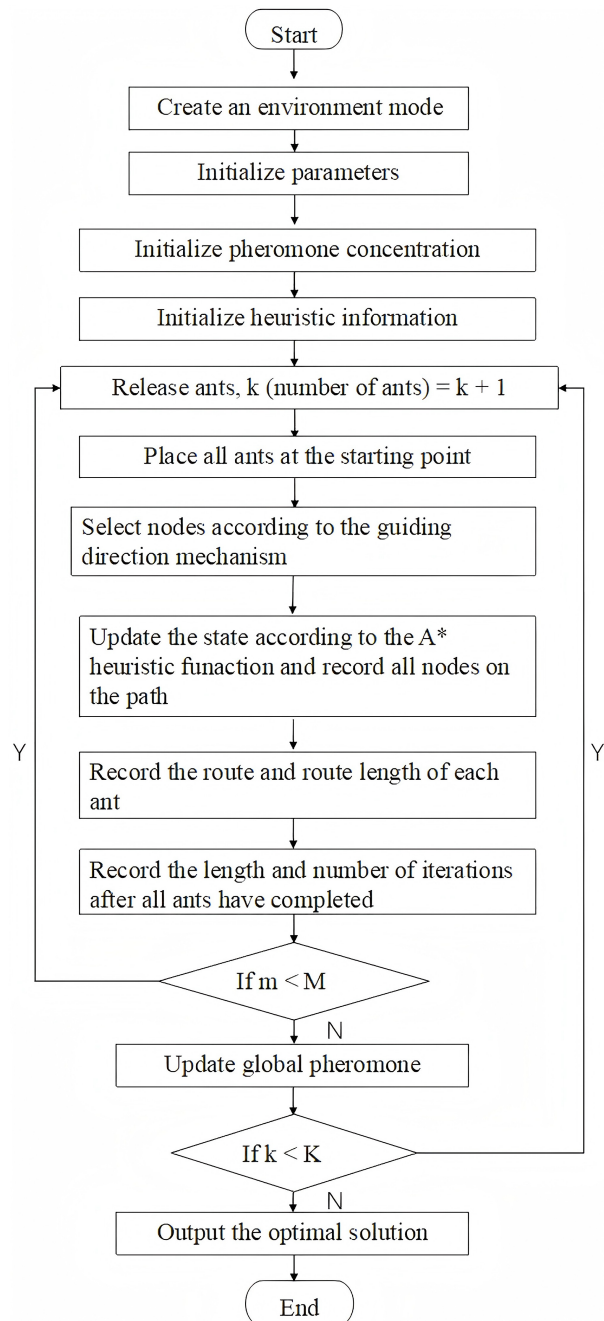 Start
Create an environment mode
Initialize parameters
Initialize pheromone concentration
Initialize heuristic information
Release ants, k (number of ants) = k + 1
Place all ants at the starting point
Select nodes according to the guiding
direction mechanism
Update the state according to the A*
heuristic funaction and record all nodes on
the path
Y
Y
Record the route and route length of each
ant
Record the length and number of iterations
after all ants have completed
If m < M
N
Update global pheromone
If k < K
N
Output the optimal solution
End